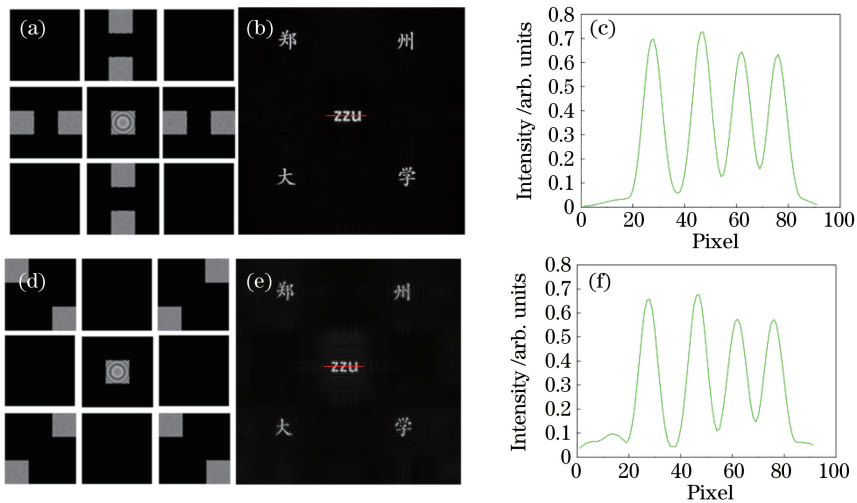 (a)
(b)
郑 州
zzu
大 学
(c)
Intensity /arb. units
0.8
0.7
0.6
0.5
0.4
0.3
0.2
0.1
0
0 20 40 60 80 100
Pixel
(d)
(e)
郑 州
zzu
大 学
(f)
Intensity /arb. units
0.8
0.7
0.6
0.5
0.4
0.3
0.2
0.1
0
0 20 40 60 80 100
Pixel